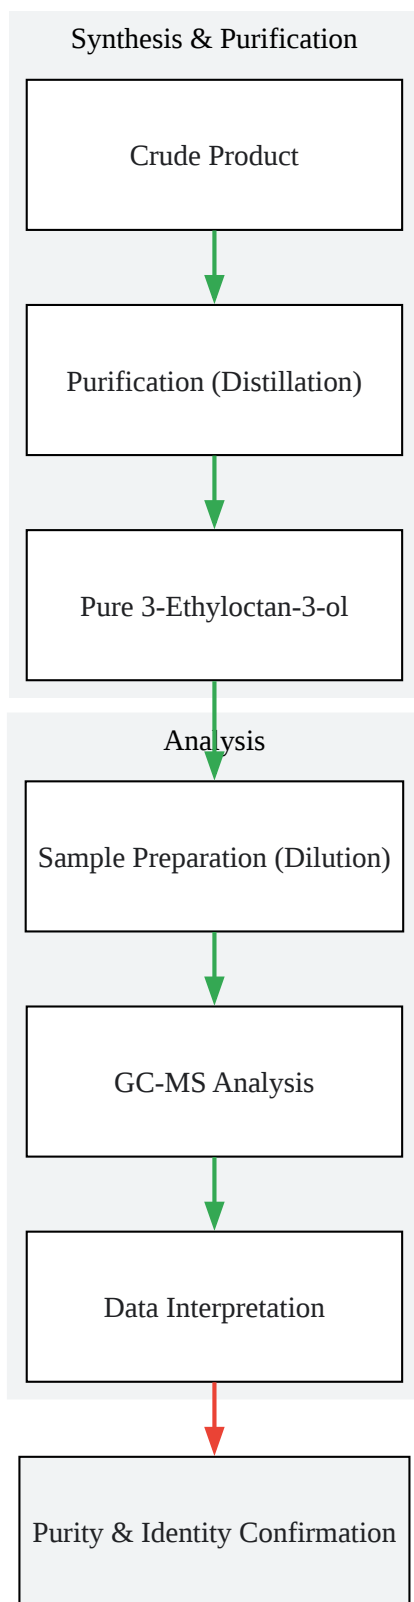 Synthesis & Purification
Crude Product
Purification (Distillation)
Pure 3-Ethyloctan-3-ol
Analysis
Sample Preparation (Dilution)
GC-MS Analysis
Data Interpretation
Purity & Identity Confirmation